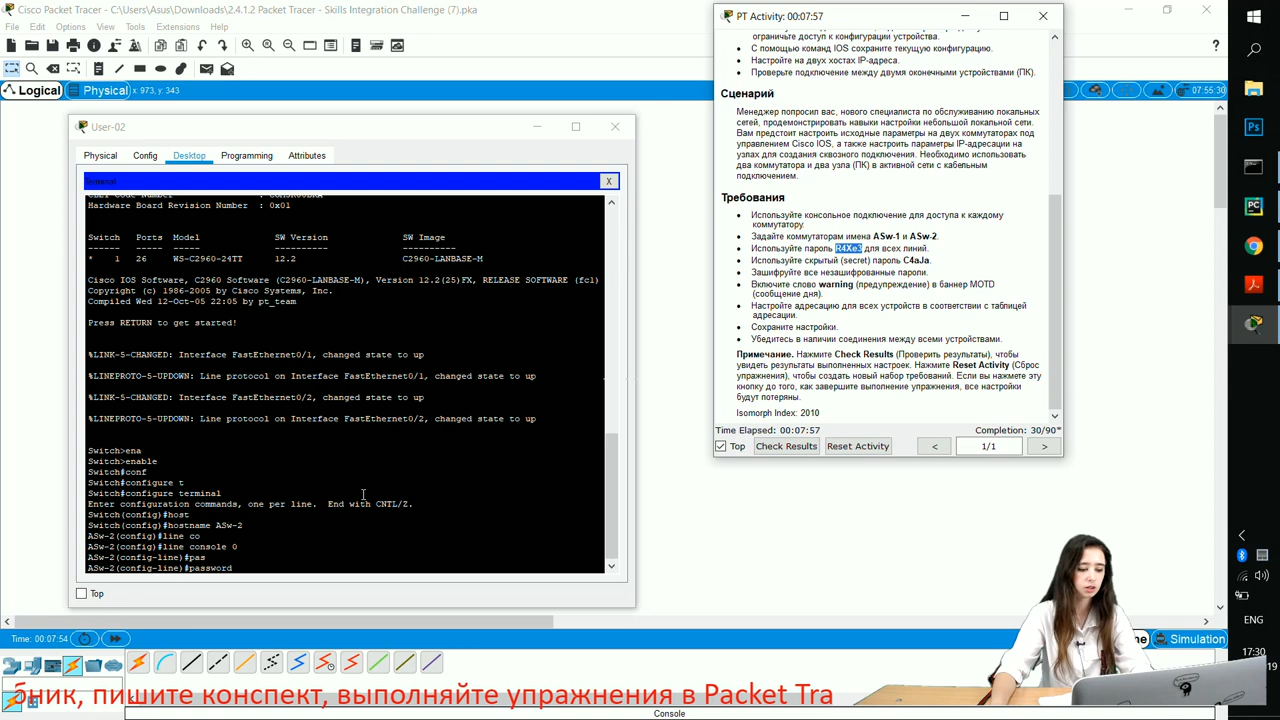 Cisco Packet Tracer - C:\Users\Asus\Downloads\2.4.1.2 Packet Tracer - Skills Integration Challenge (7).pka
File Edit Options View Tools Extensions Help
Logical Physical x: 973, y: 343
07:55:30
User-02
Physical Config Desktop Programming Attributes
Terminal
X
Hardware Board Revision Number : 0x01
Switch Ports Model SW Version SW Image
------ ----- ----- ---------- ----------
* 1 26 WS-C2960-24TT 12.2 C2960-LANBASE-M
Cisco IOS Software, C2960 Software (C2960-LANBASE-M), Version 12.2(25)FX, RELEASE SOFTWARE (fc1)
Copyright (c) 1986-2005 by Cisco Systems, Inc.
Compiled Wed 12-Oct-05 22:05 by pt_team
Press RETURN to get started!
%LINK-5-CHANGED: Interface FastEthernet0/1, changed state to up
%LINEPROTO-5-UPDOWN: Line protocol on Interface FastEthernet0/1, changed state to up
%LINK-5-CHANGED: Interface FastEthernet0/2, changed state to up
%LINEPROTO-5-UPDOWN: Line protocol on Interface FastEthernet0/2, changed state to up
Switch>ena
Switch>enable
Switch#conf
Switch#configure t
Switch#configure terminal
Enter configuration commands, one per line. End with CNTL/Z.
Switch(config)#host
Switch(config)#hostname ASw-2
ASw-2(config)#line co
ASw-2(config)#line console 0
ASw-2(config-line)#pas
ASw-2(config-line)#password
Top
PT Activity: 00:07:57
ограничьте доступ к конфигурации устройства.
• С помощью команд IOS сохраните текущую конфигурацию.
• Настройте на двух хостах IP-адреса.
• Проверьте подключение между двумя оконечными устройствами (ПК).
Сценарий
Менеджер попросил вас, нового специалиста по обслуживанию локальных
сетей, продемонстрировать навыки настройки небольшой локальной сети.
Вам предстоит настроить исходные параметры на двух коммутаторах под
управлением Cisco IOS, а также настроить параметры IP-адресации на
узлах для создания сквозного подключения. Необходимо использовать
два коммутатора и два узла (ПК) в активной сети с кабельным
подключением.
Требования
• Используйте консольное подключение для доступа к каждому
коммутатору.
• Задайте коммутаторам имена ASw-1 и ASw-2.
• Используйте пароль R4Xe3 для всех линий.
• Используйте скрытый (secret) пароль C4aJa.
• Зашифруйте все незашифрованные пароли.
• Включите слово warning (предупреждение) в баннер MOTD
(сообщение дня).
• Настройте адресацию для всех устройств в соответствии с таблицей
адресации.
• Сохраните настройки.
• Убедитесь в наличии соединения между всеми устройствами.
Примечание. Нажмите Check Results (Проверить результаты), чтобы
увидеть результаты выполненных настроек. Нажмите Reset Activity (Сброс
упражнения), чтобы создать новый набор требований. Если вы нажмете эту
кнопку до того, как завершите выполнение упражнения, все настройки
будут потеряны.
Isomorph Index: 2010
Time Elapsed: 00:07:57 Completion: 30/90
Top Check Results Reset Activity < 1/1 >
Time: 00:07:54
Simulation
Console
Ps
PC
ENG
17:30
бник, пишите конспект, выполняйте упражнения в Packet Tra